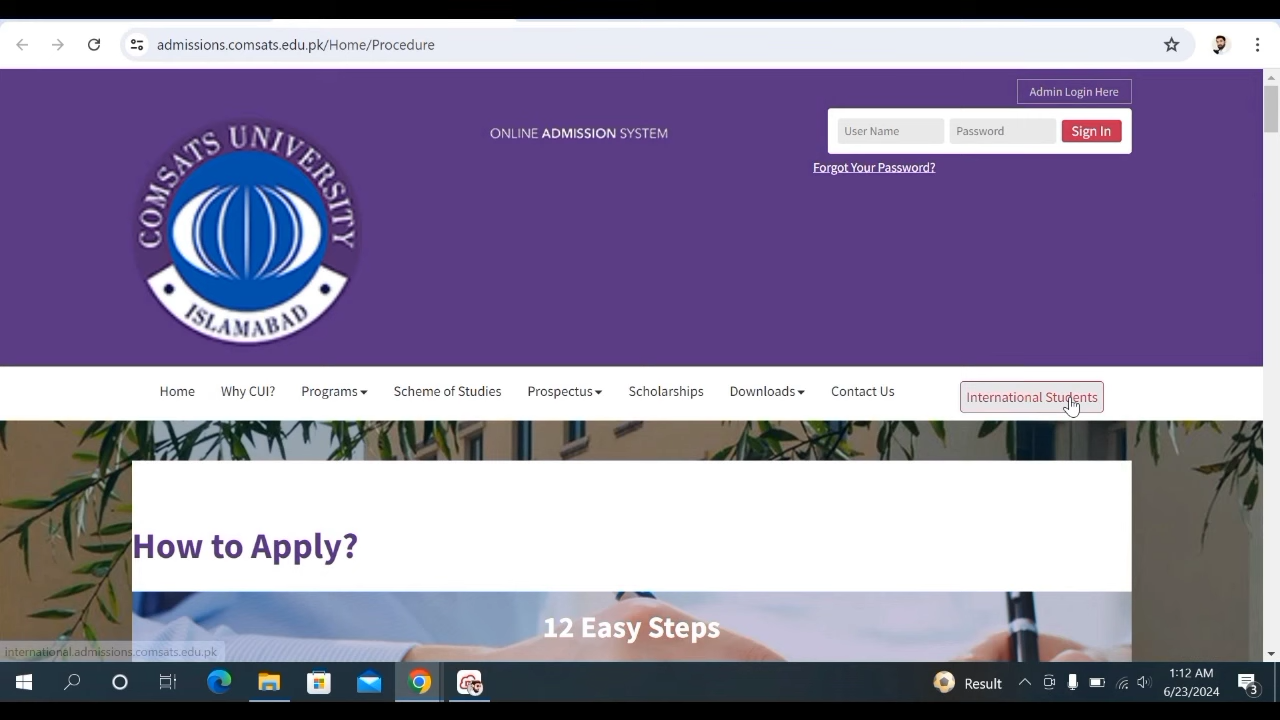 admissions.comsats.edu.pk/Home/Procedure
Admin Login Here
ONLINE ADMISSION SYSTEM
User Name
Password
Sign In
Forgot Your Password?
COMSATS UNIVERSITY
ISLAMABAD
Home
Why CUI?
Programs
Scheme of Studies
Prospectus
Scholarships
Downloads
Contact Us
International Students
How to Apply?
12 Easy Steps
international.admissions.comsats.edu.pk
Result
1:12 AM
6/23/2024
3